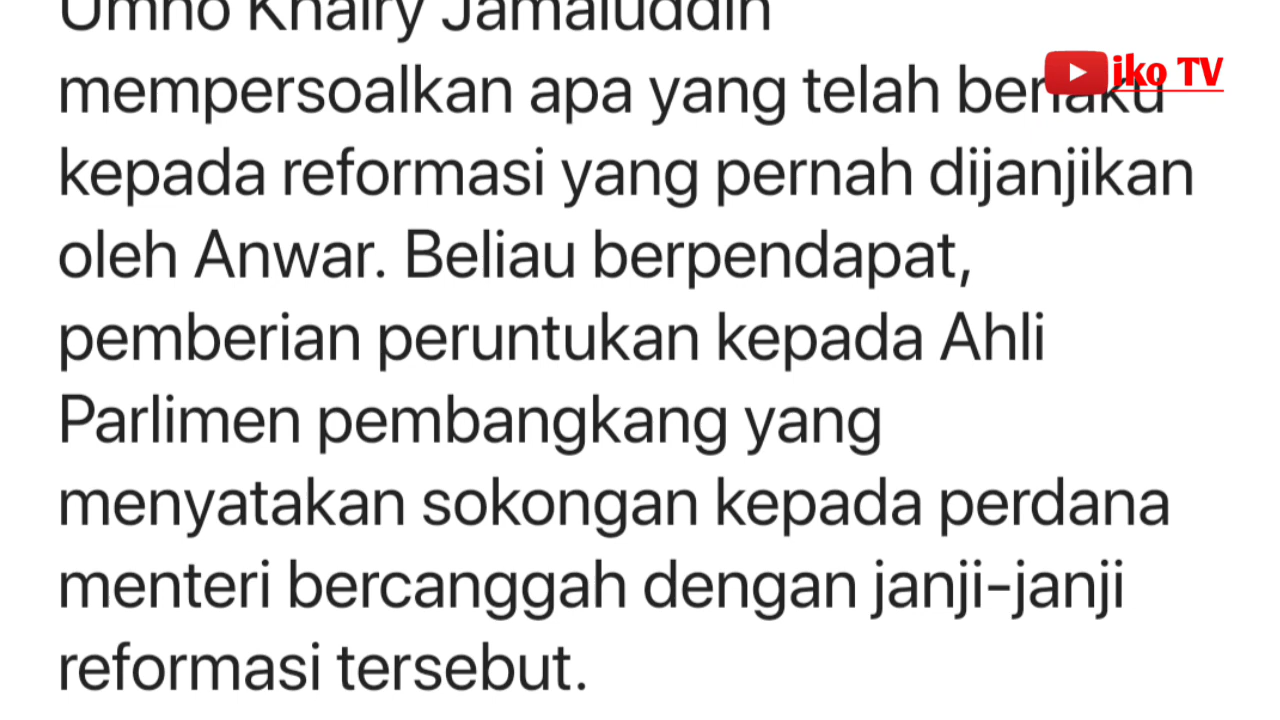 Umno Khairy Jamaluddin
mempersoalkan apa yang telah berlaku
iko TV
kepada reformasi yang pernah dijanjikan
oleh Anwar. Beliau berpendapat,
pemberian peruntukan kepada Ahli
Parlimen pembangkang yang
menyatakan sokongan kepada perdana
menteri bercanggah dengan janji-janji
reformasi tersebut.